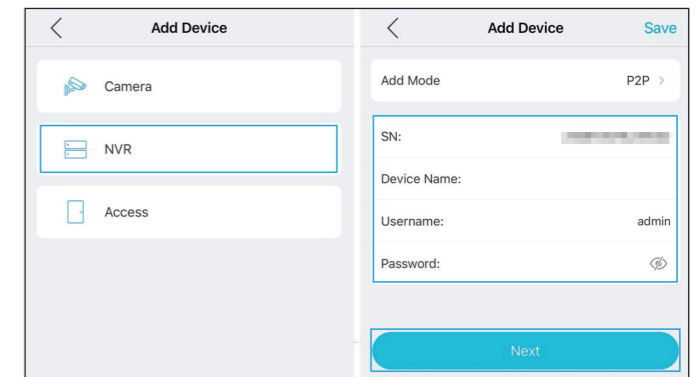 Add Device
Camera
NVR
Access
Add Device Save
Add Mode P2P >
SN:
Device Name:
Username: admin
Password:
Next